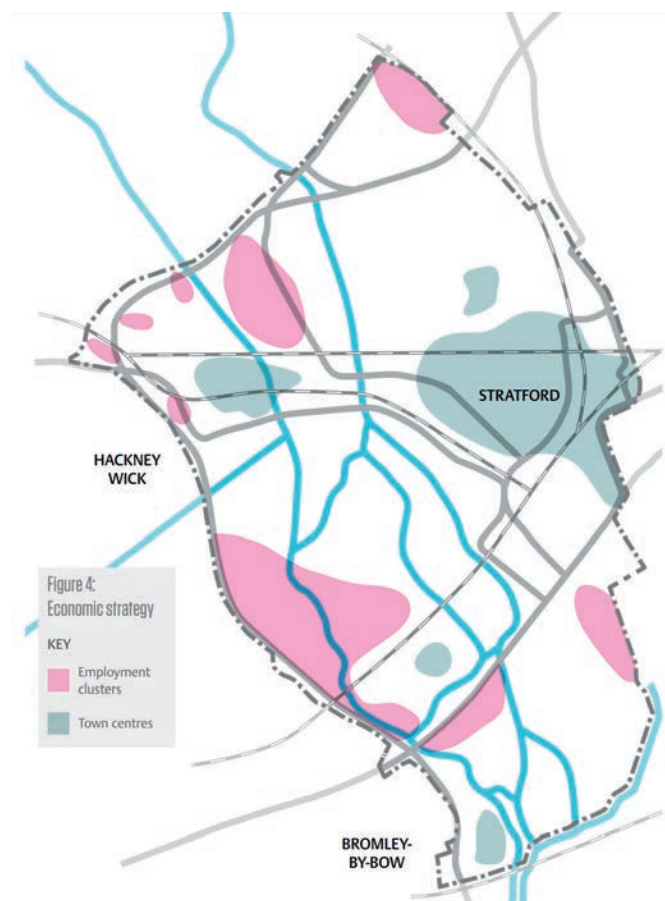 STRATFORD
HACKNEY
WICK
Figure 4:
Economic strategy
KEY
Employment
clusters
Town centres
BROMLEY-
BY-BOW